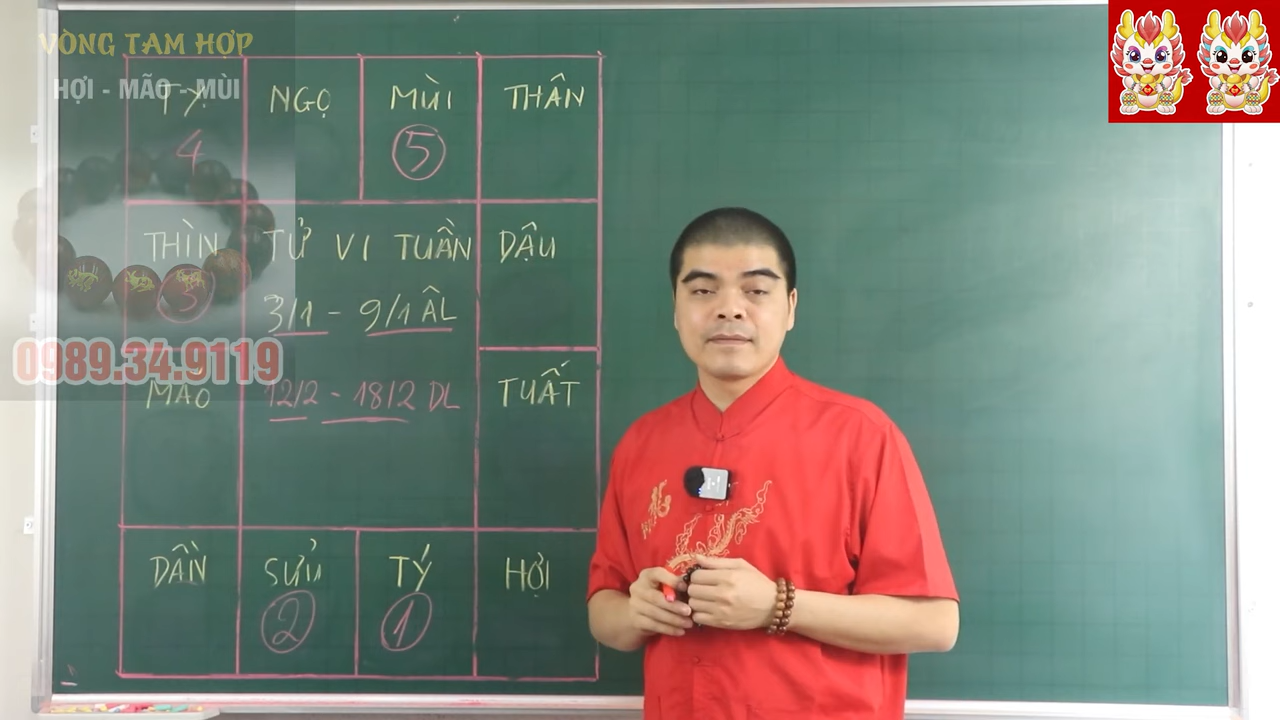 VÒNG TAM HỢP
HỢI - MÃO - MÙI
TỴ
NGỌ
MÙI
THÂN
4
5
THÌN
TỬ VI TUẦN
DẬU
3
3/1 - 9/1 ÂL
0989.34.9119
MÃO
12/2 - 18/2 DL
TUẤT
DẦN
SỬU
TÝ
HỢI
2
1